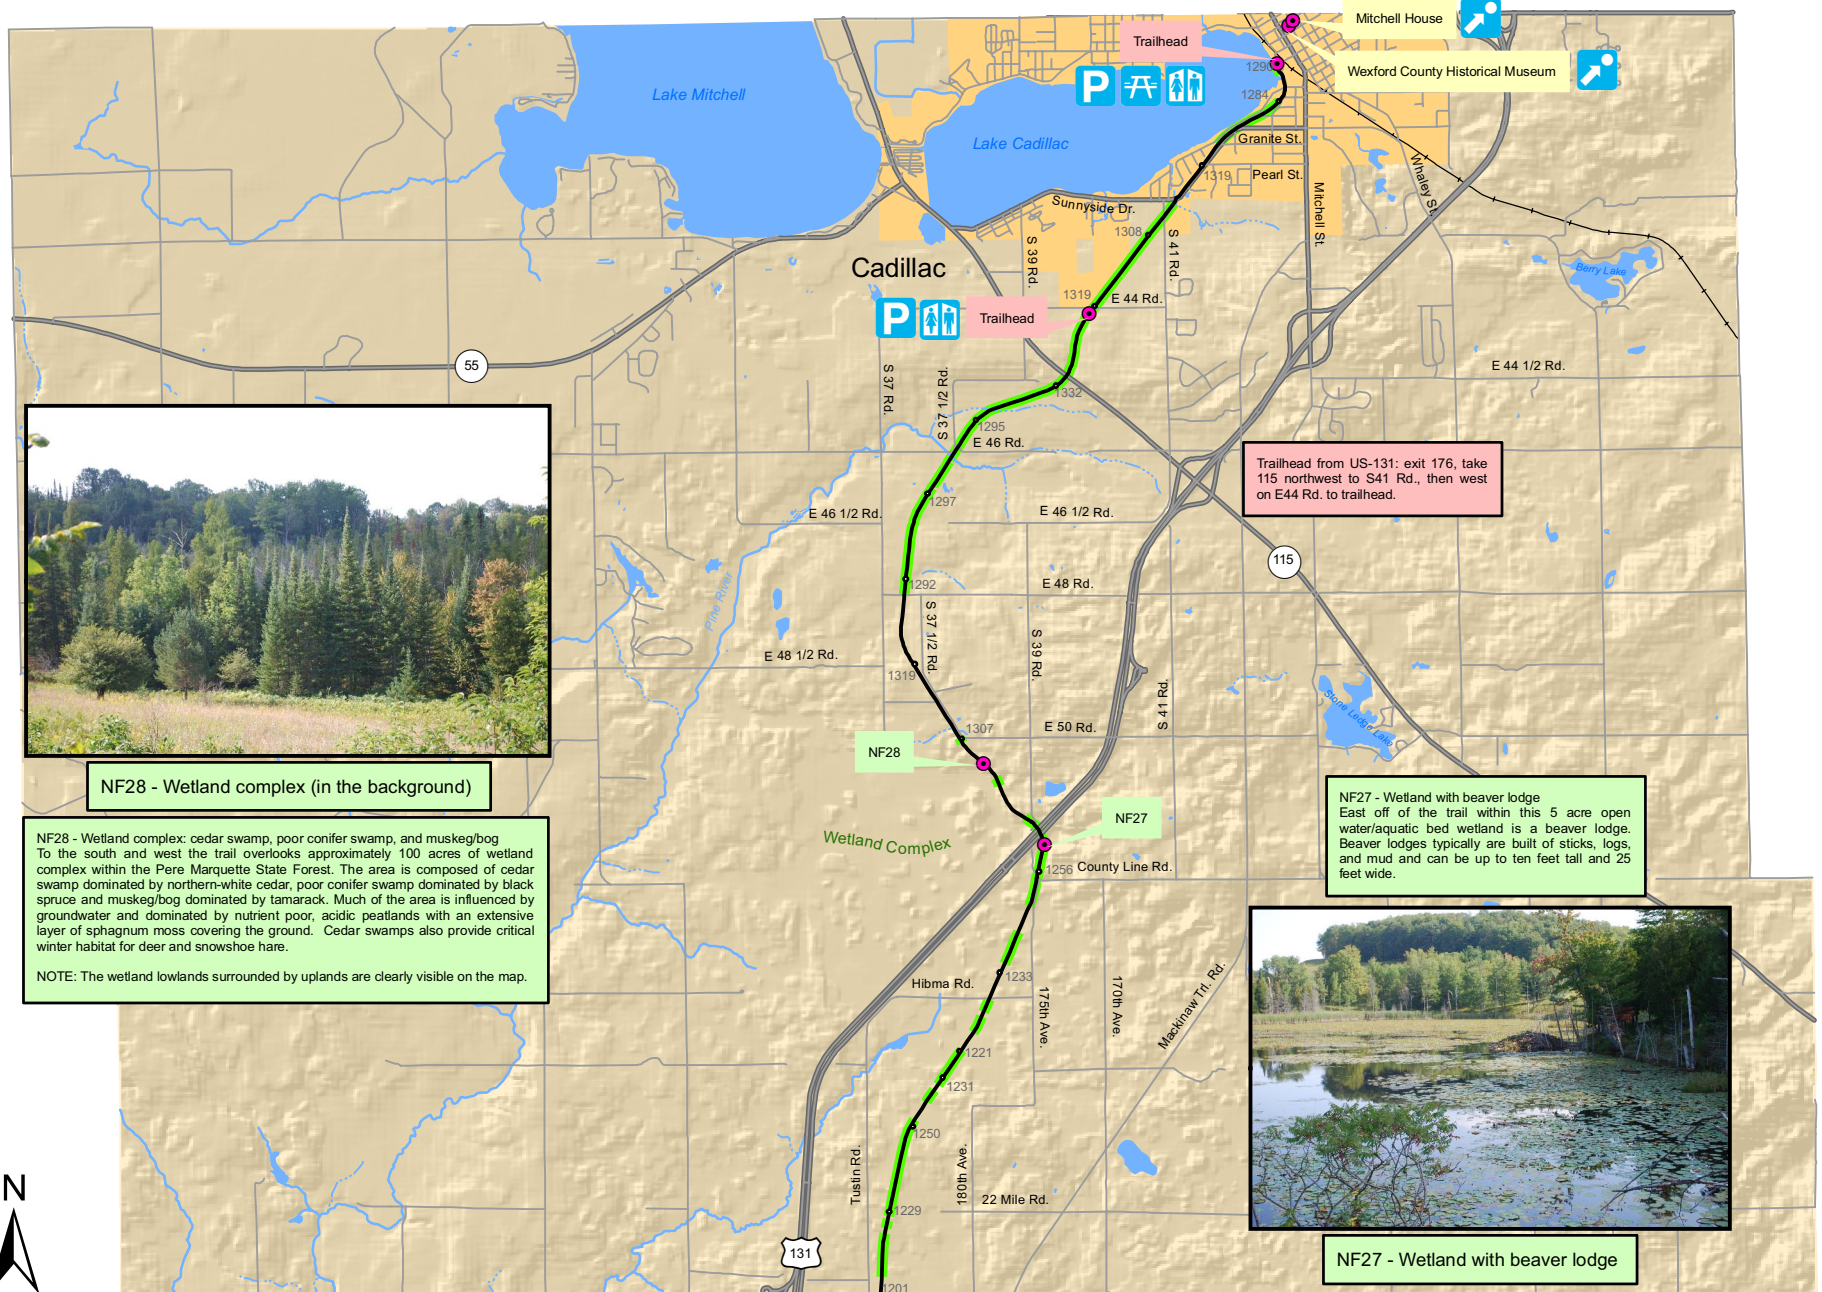 Mitchell House
Trailhead
Wexford County Historical Museum
1290
P
1284
Lake Mitchell
Lake Cadillac
Granite St.
Pearl St.
1319
Whaley St.
Mitchell St.
Sunnyside Dr.
1308
S 39 Rd.
S 41 Rd.
Cadillac
Berry Lake
1319
E 44 Rd.
P
Trailhead
55
E 44 1/2 Rd.
S 37 Rd.
S 37 1/2 Rd.
1332
1295
E 46 Rd.
Trailhead from US-131: exit 176, take
115 northwest to S41 Rd., then west
on E44 Rd. to trailhead.
1297
E 46 1/2 Rd.
E 46 1/2 Rd.
115
1292
E 48 Rd.
Pine River
S 37 1/2 Rd.
S 39 Rd.
E 48 1/2 Rd.
1319
S 41 Rd.
Stone Ledge Lake
1307
E 50 Rd.
NF28
NF28 - Wetland complex (in the background)
NF27
Wetland Complex
1256
County Line Rd.
NF27 - Wetland with beaver lodge
East off of the trail within this 5 acre open
water/aquatic bed wetland is a beaver lodge.
Beaver lodges typically are built of sticks, logs,
and mud and can be up to ten feet tall and 25
feet wide.
NF28 - Wetland complex: cedar swamp, poor conifer swamp, and muskeg/bog
To the south and west the trail overlooks approximately 100 acres of wetland
complex within the Pere Marquette State Forest. The area is composed of cedar
swamp dominated by northern-white cedar, poor conifer swamp dominated by black
spruce and muskeg/bog dominated by tamarack. Much of the area is influenced by
groundwater and dominated by nutrient poor, acidic peatlands with an extensive
layer of sphagnum moss covering the ground. Cedar swamps also provide critical
winter habitat for deer and snowshoe hare.
NOTE: The wetland lowlands surrounded by uplands are clearly visible on the map.
Hibma Rd.
1233
175th Ave.
170th Ave.
Mackinaw Trl. Rd.
1221
1231
1250
Tustin Rd.
180th Ave.
22 Mile Rd.
1229
N
131
1201
NF27 - Wetland with beaver lodge